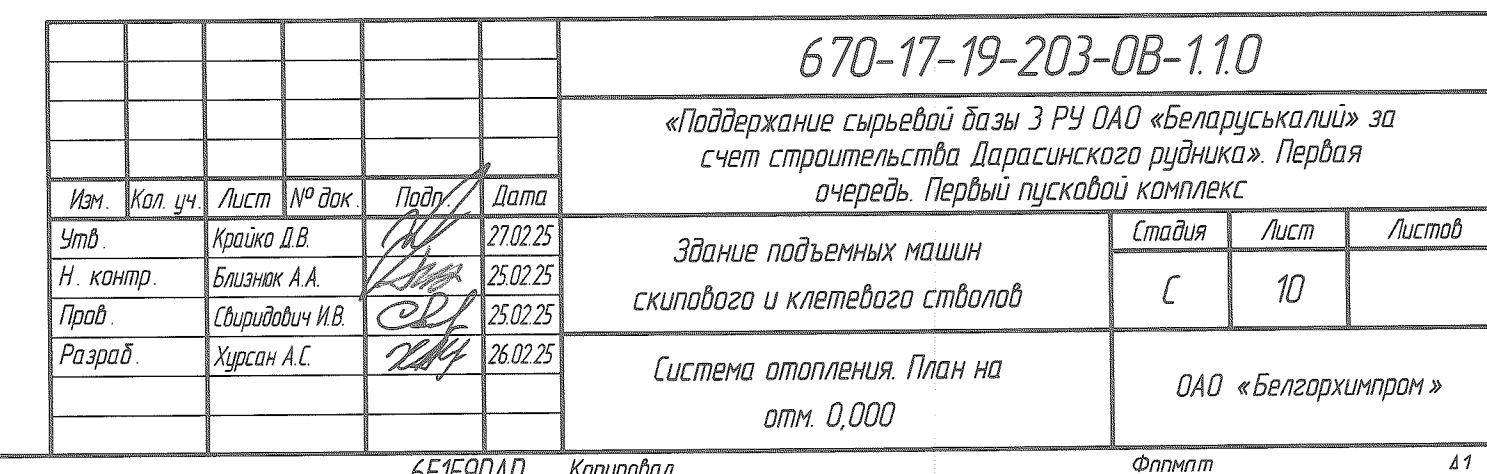 670-17-19-203-ОВ-1.1.0
«Поддержание сырьевой базы 3 РУ ОАО «Беларуськалий» за
счет строительства Дарасинского рудника». Первая
очередь. Первый пусковой комплекс
Изм. Кол. уч. Лист № док. Подп. Дата
Утв. Крайко Д.В. 27.02.25
Н. контр. Близнюк А.А. 25.02.25
Пров. Свиридович И.В. 25.02.25
Разраб. Хурсан А.С. 26.02.25
Здание подъемных машин
скипового и клетевого стволов
Стадия Лист Листов
С 10
Система отопления. План на
отм. 0,000
ОАО «Белгорхимпром»
Копировал Формат А1